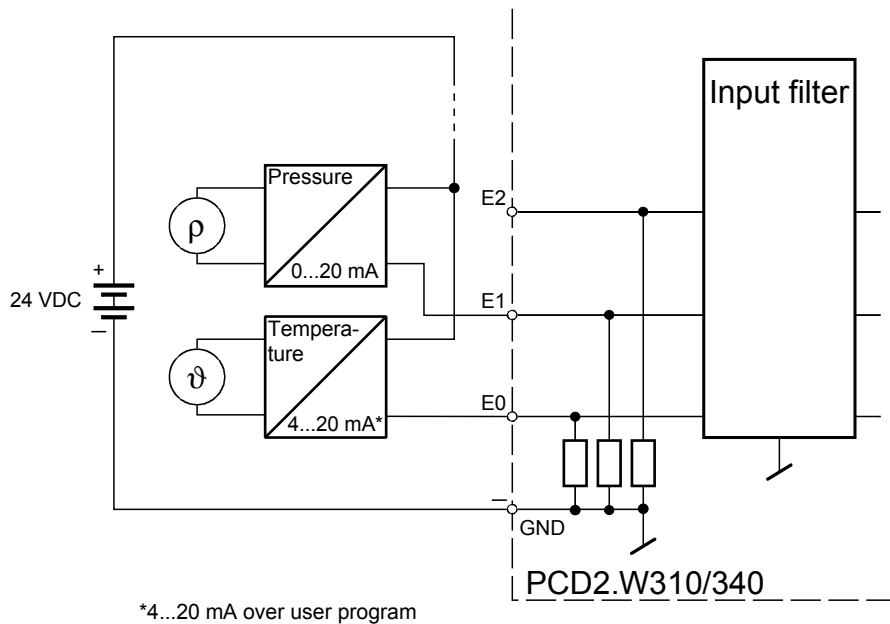 Input filter
Pressure
E2
ρ
0...20 mA
+
24 VDC
E1
–
Tempera-
ture
ϑ
4...20 mA*
E0
–
GND
PCD2.W310/340
*4...20 mA over user program